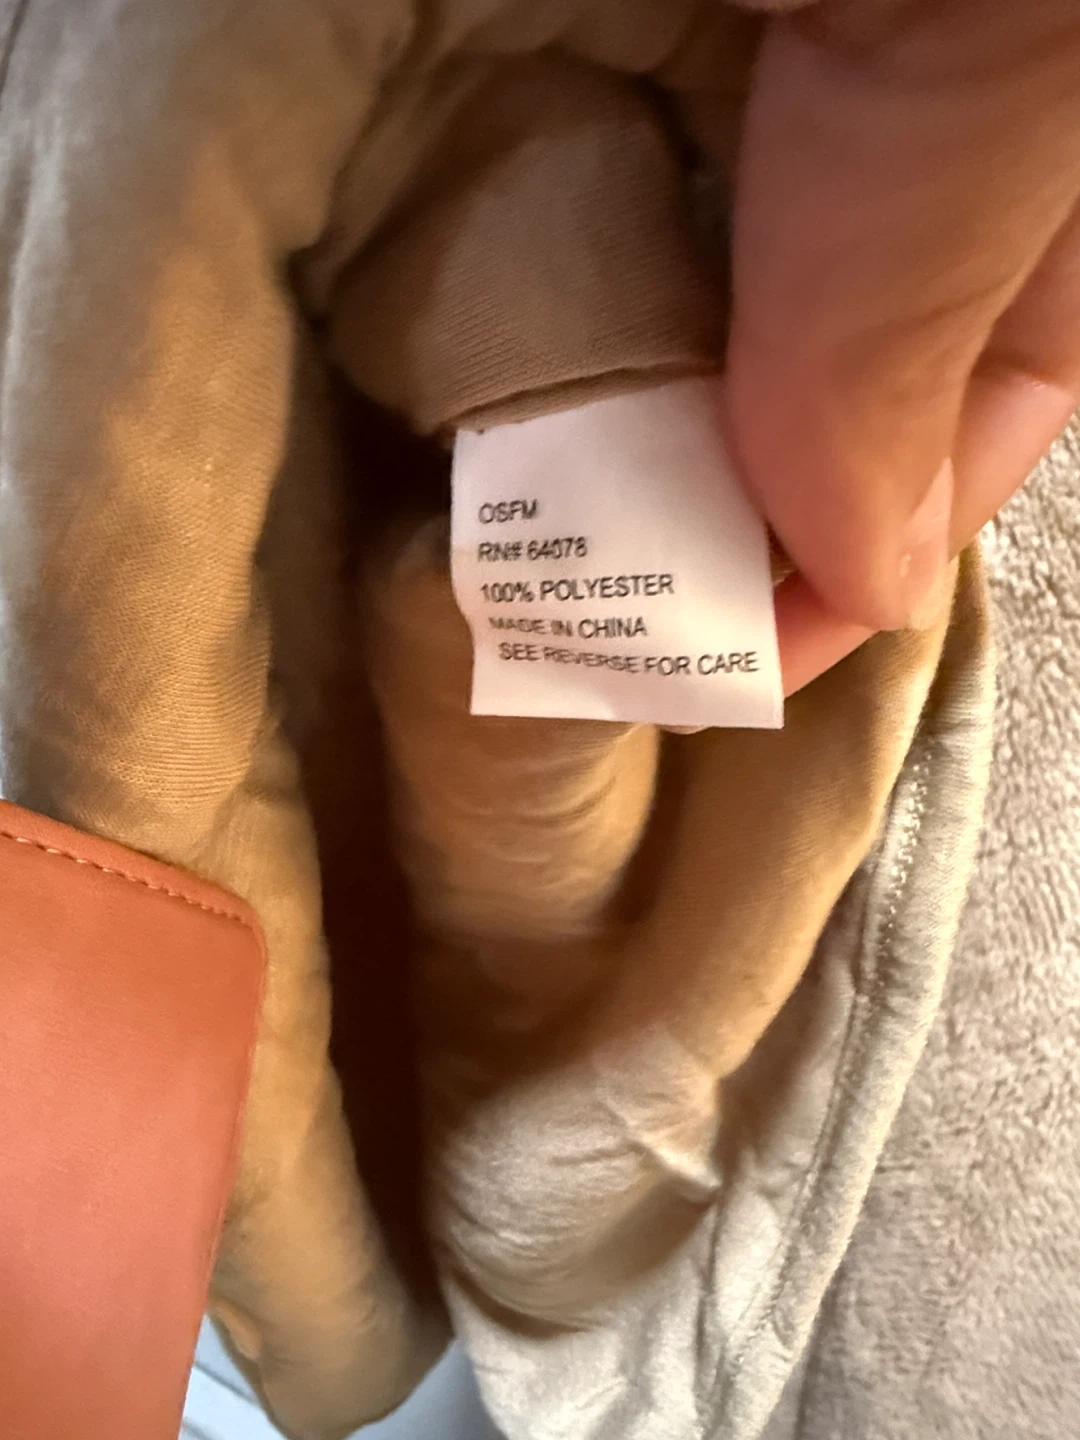 OSFM
RN# 64078
100% POLYESTER
MADE IN CHINA
SEE REVERSE FOR CARE